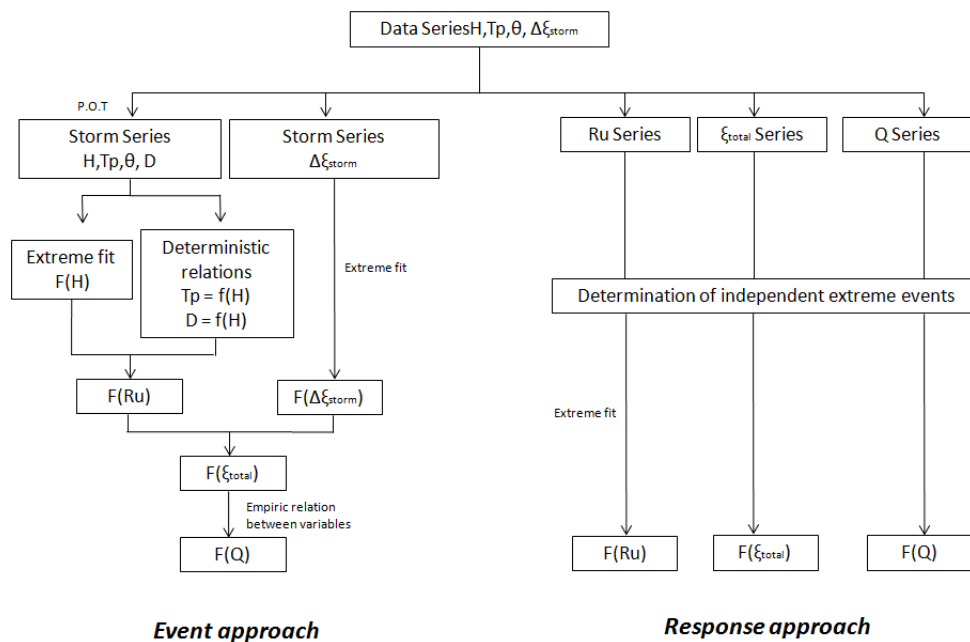 Data SeriesH,Tp,θ, Δξstorm
P.O.T
Storm Series
H,Tp,θ, D
Storm Series
Δξstorm
Ru Series
ξtotal Series
Q Series
Extreme fit
F(H)
Deterministic
relations
Tp = f(H)
D = f(H)
Extreme fit
Determination of independent extreme events
F(Ru)
F(Δξstorm)
Extreme fit
F(ξtotal)
Empiric relation
between variables
F(Q)
F(Ru)
F(ξtotal)
F(Q)
Event approach
Response approach